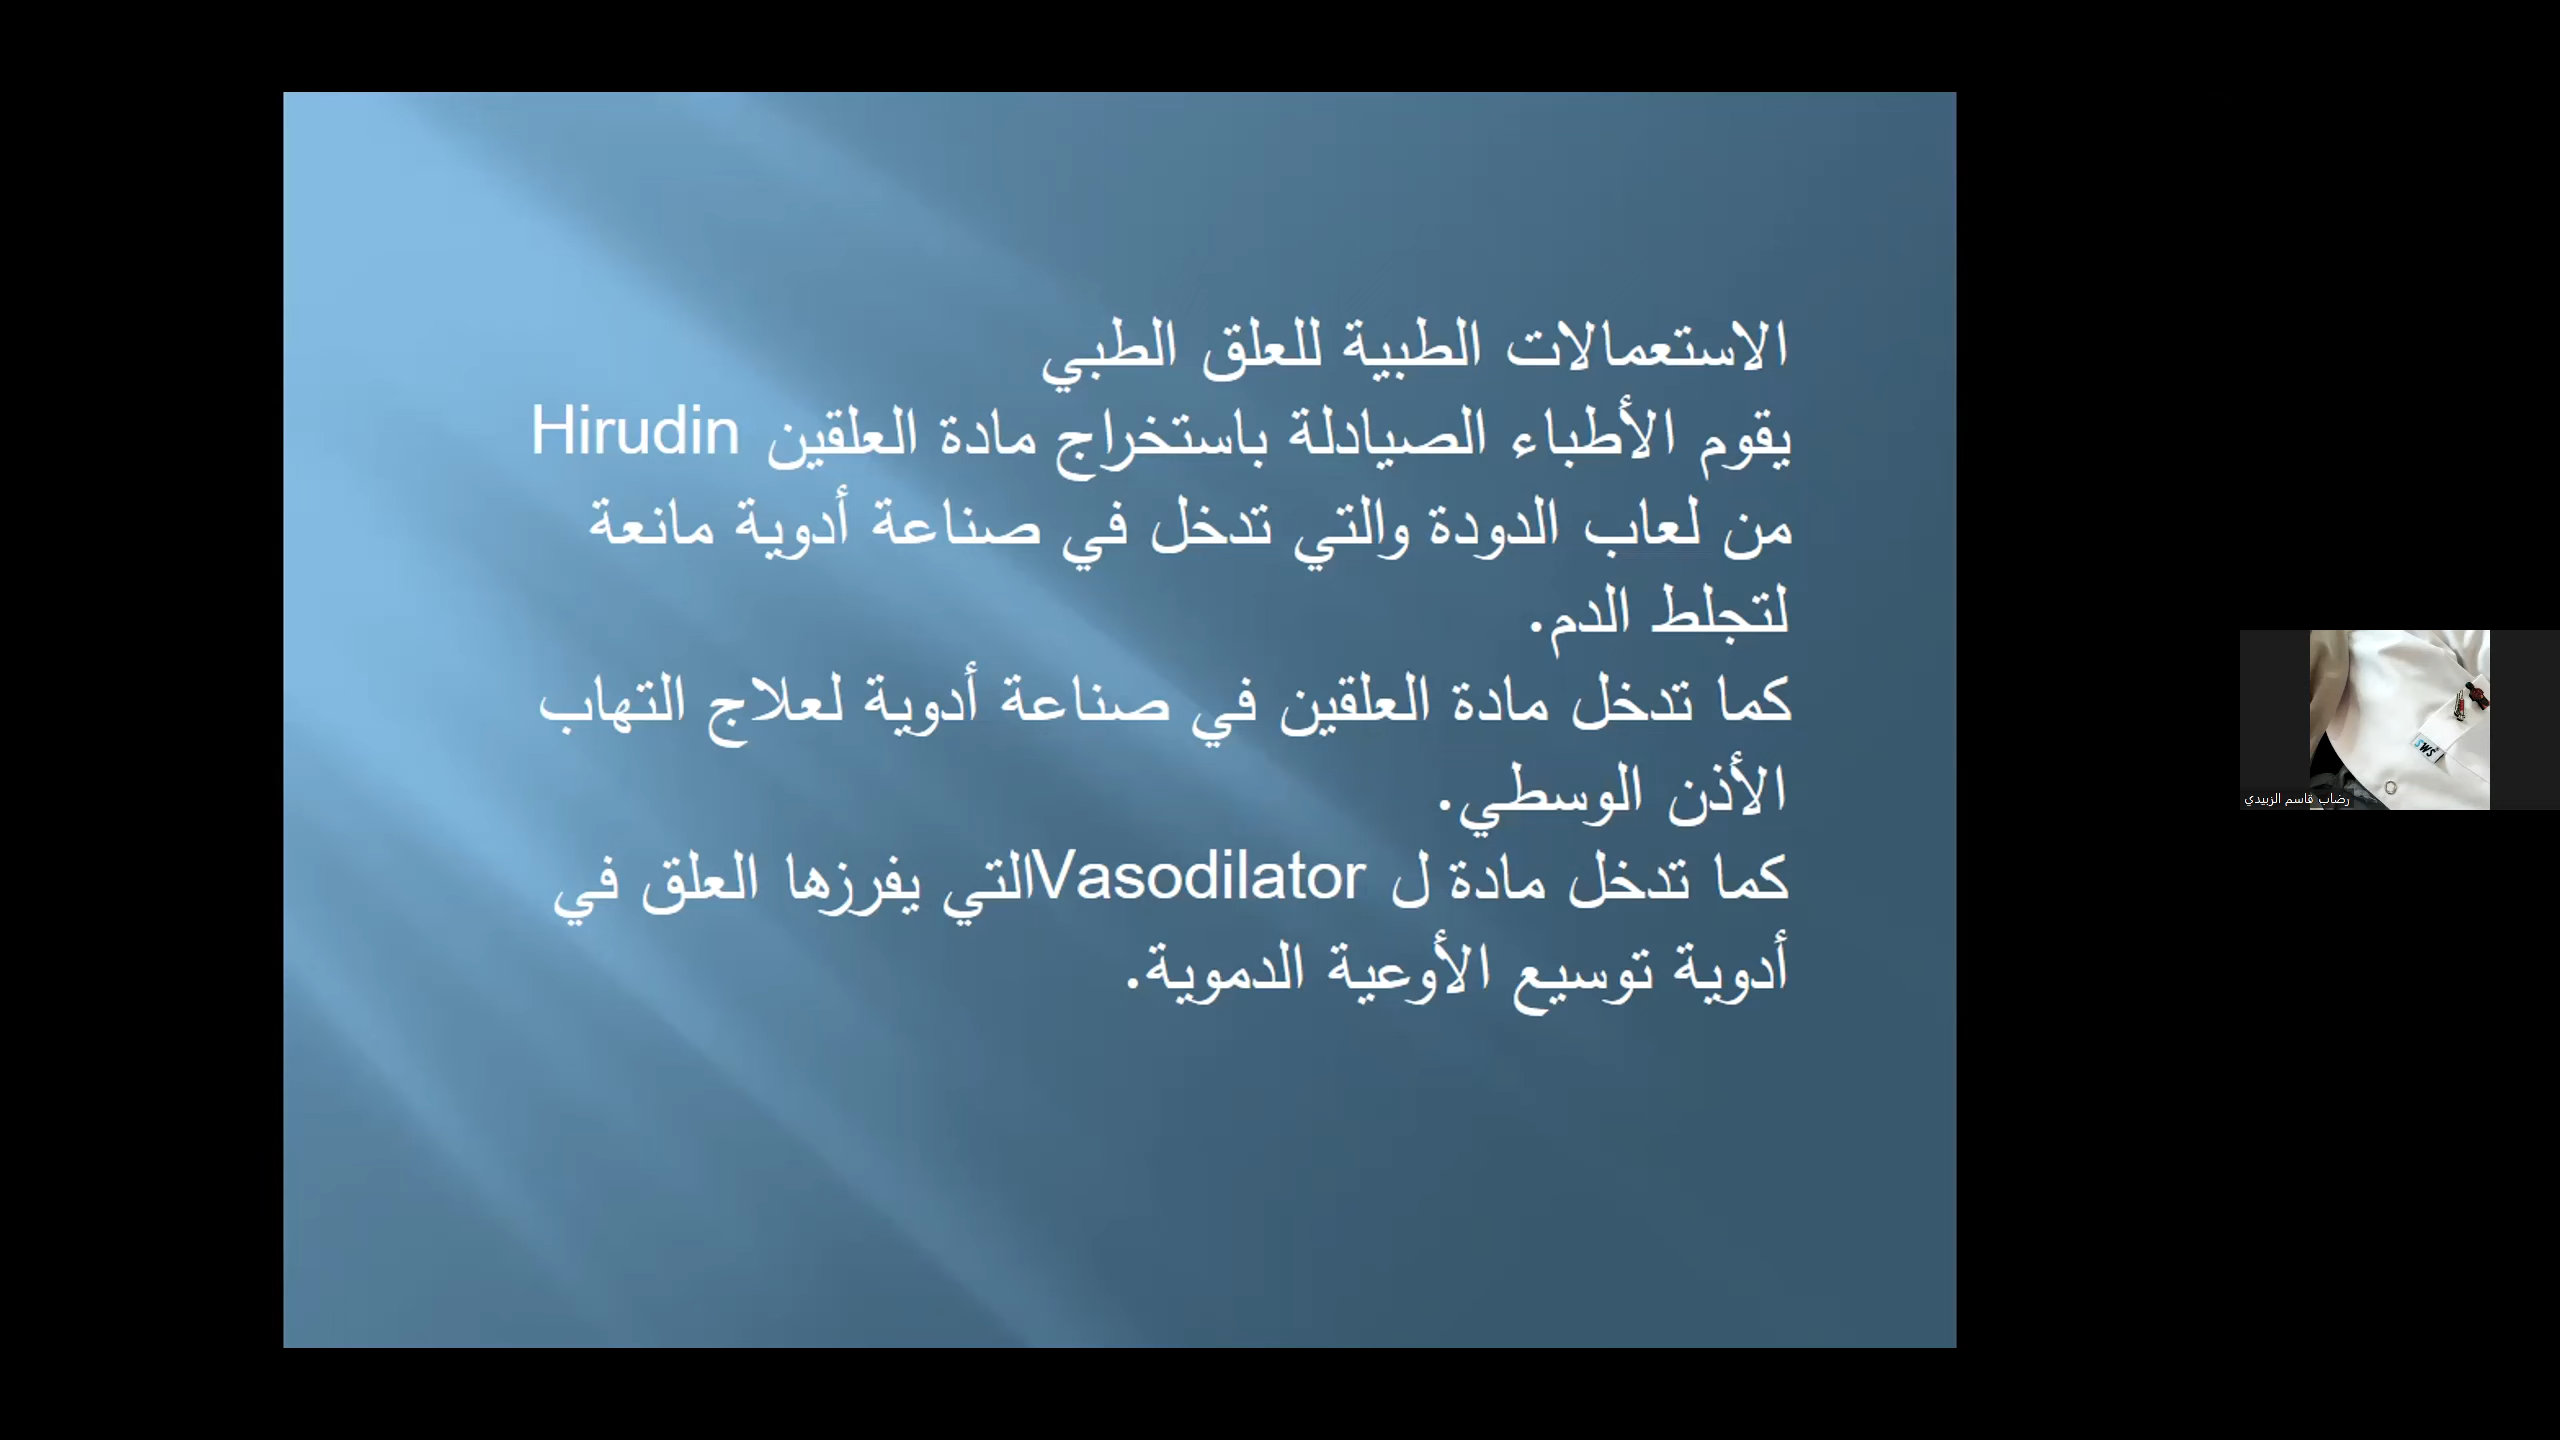 الاستعمالات الطبية للعلق الطبي
يقوم الأطباء الصيادلة باستخراج مادة العلقين Hirudin
من لعاب الدودة والتي تدخل في صناعة أدوية مانعة
لتجلط الدم.
كما تدخل مادة العلقين في صناعة أدوية لعلاج التهاب
الأذن الوسطي.
كما تدخل مادة ل Vasodilatorالتي يفرزها العلق في
أدوية توسيع الأوعية الدموية.
SWS
رضاب قاسم الزبيدي